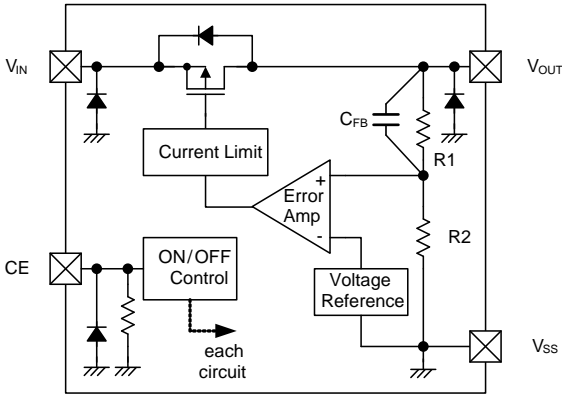 VIN
VOUT
CFB
R1
Current Limit
+
Error
Amp
-
R2
CE
ON/OFF
Control
Voltage
Reference
each
circuit
VSS